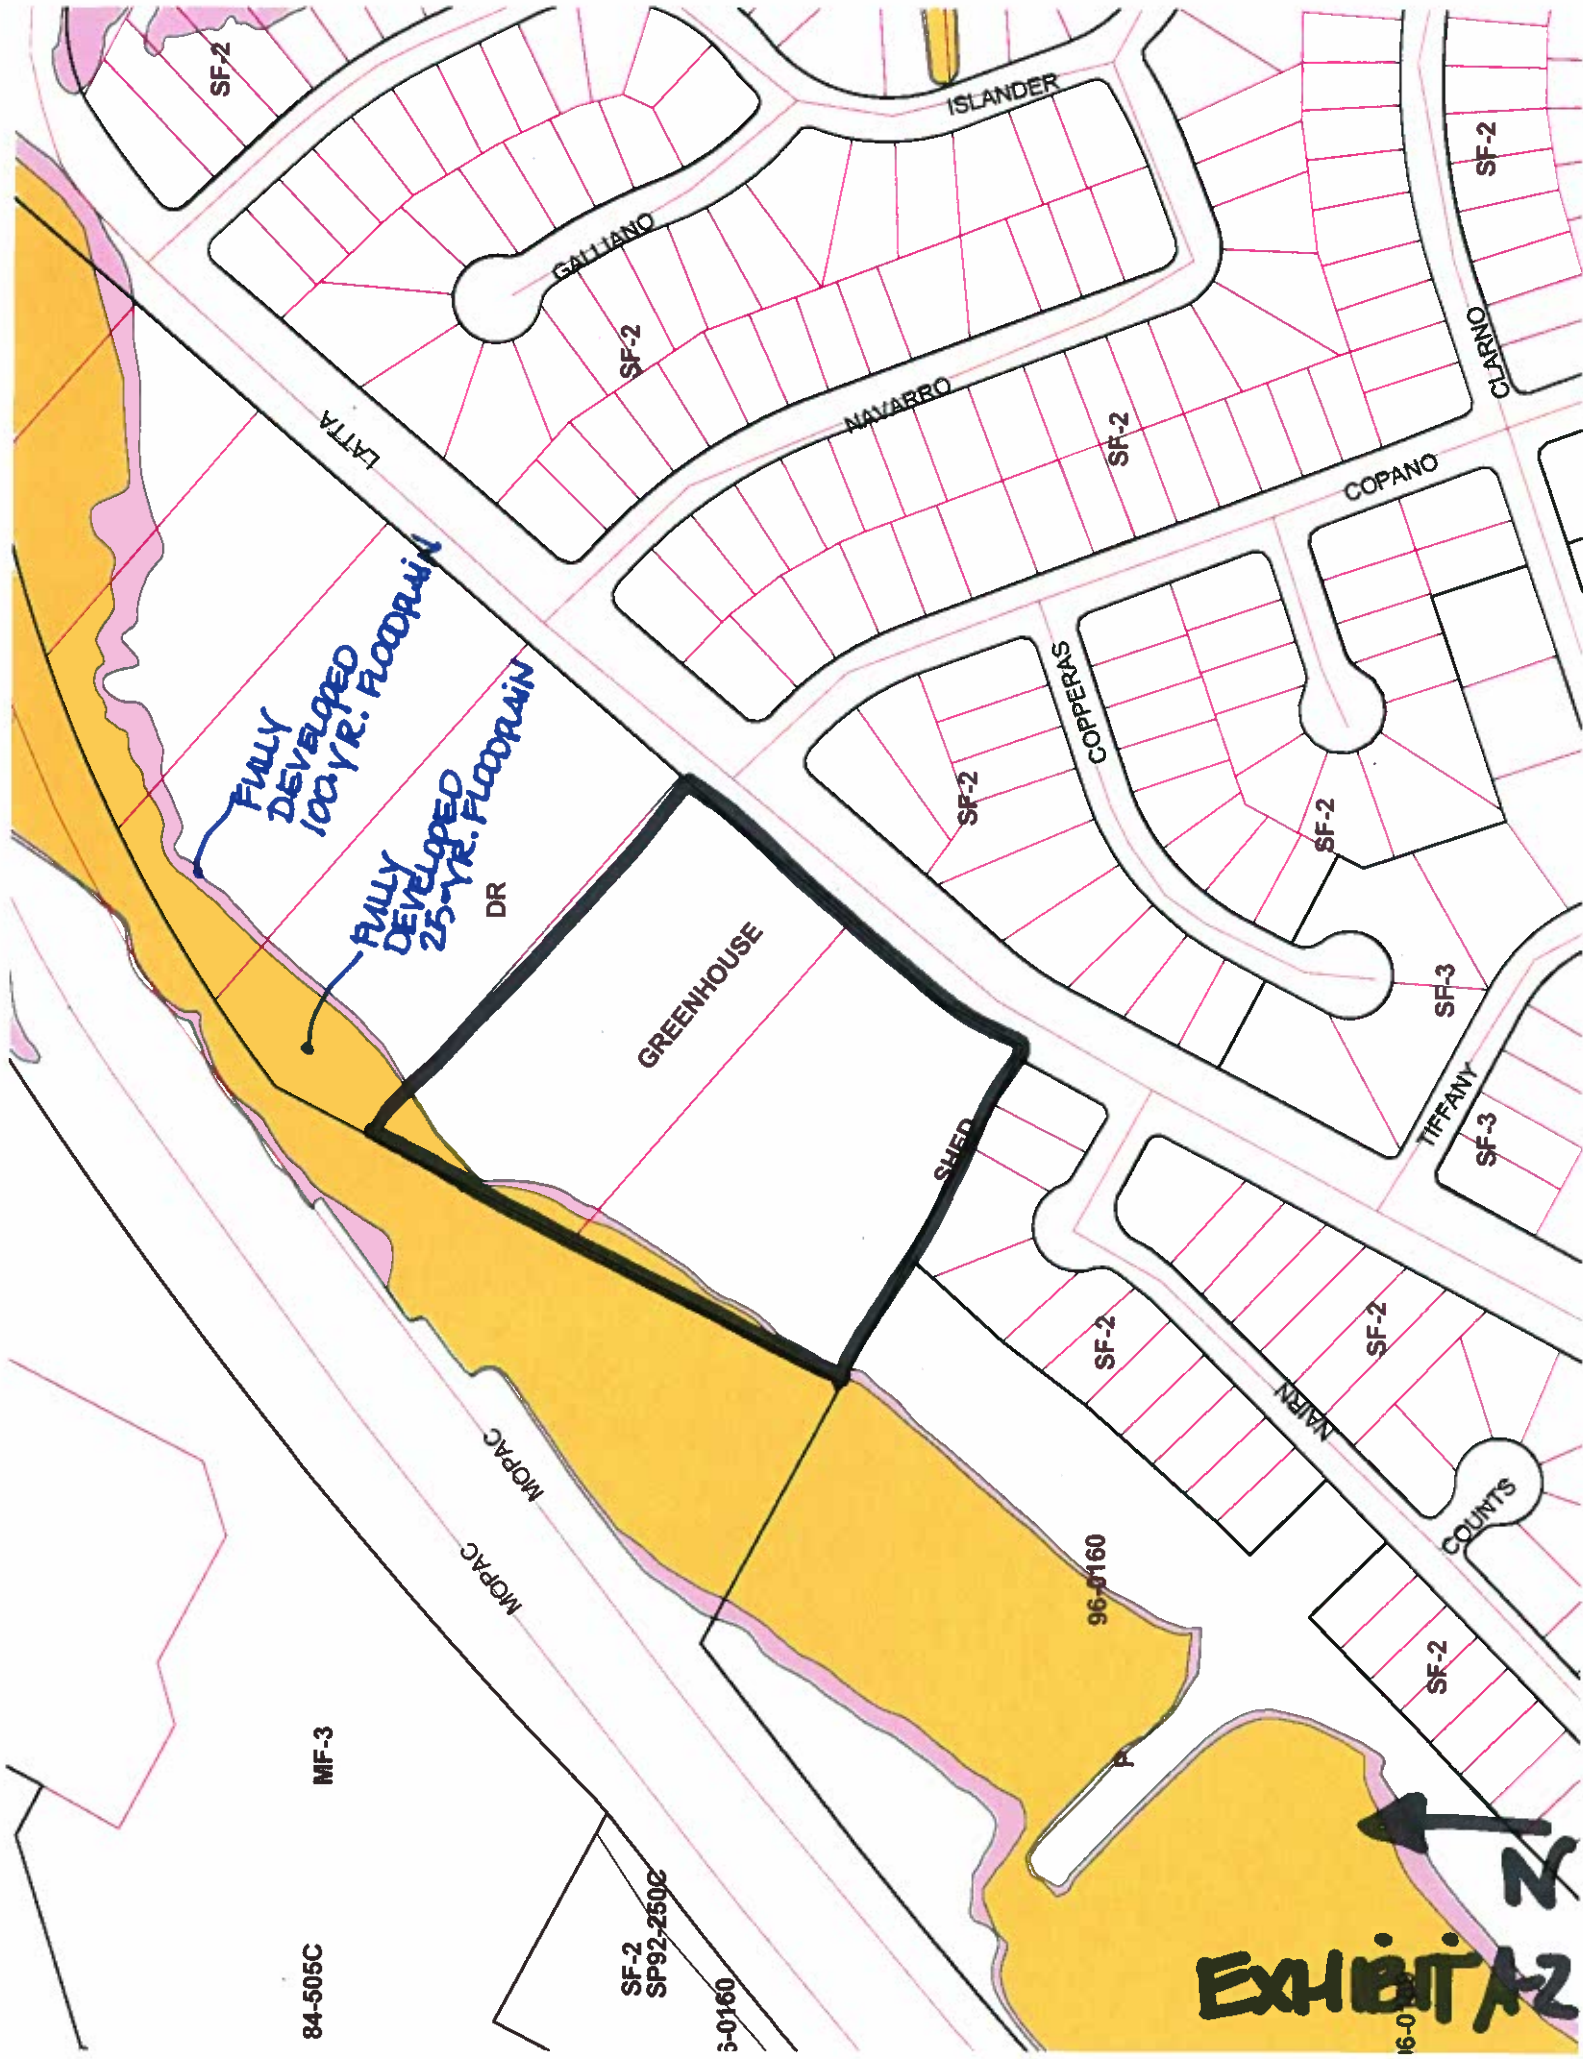 SF-2
ISLANDER
SF-2
GALLIANO
SF-2
LATTA
NAVARRO
SF-2
CLARNO
COPANO
FULLY
DEVELOPED
100-YR. FLOODPLAIN
FULLY
DEVELOPED
25-YR. FLOODPLAIN
DR
COPPERAS
SF-2
SF-2
GREENHOUSE
SF-3
SHED
TIFFANY
SF-3
SF-2
SF-2
NAIRN
MOPAC
MOPAC
COUNTS
96-0160
SF-2
MF-3
P
84-505C
SF-2
SP92-250C
6-0160
N
EXHIBIT A-2